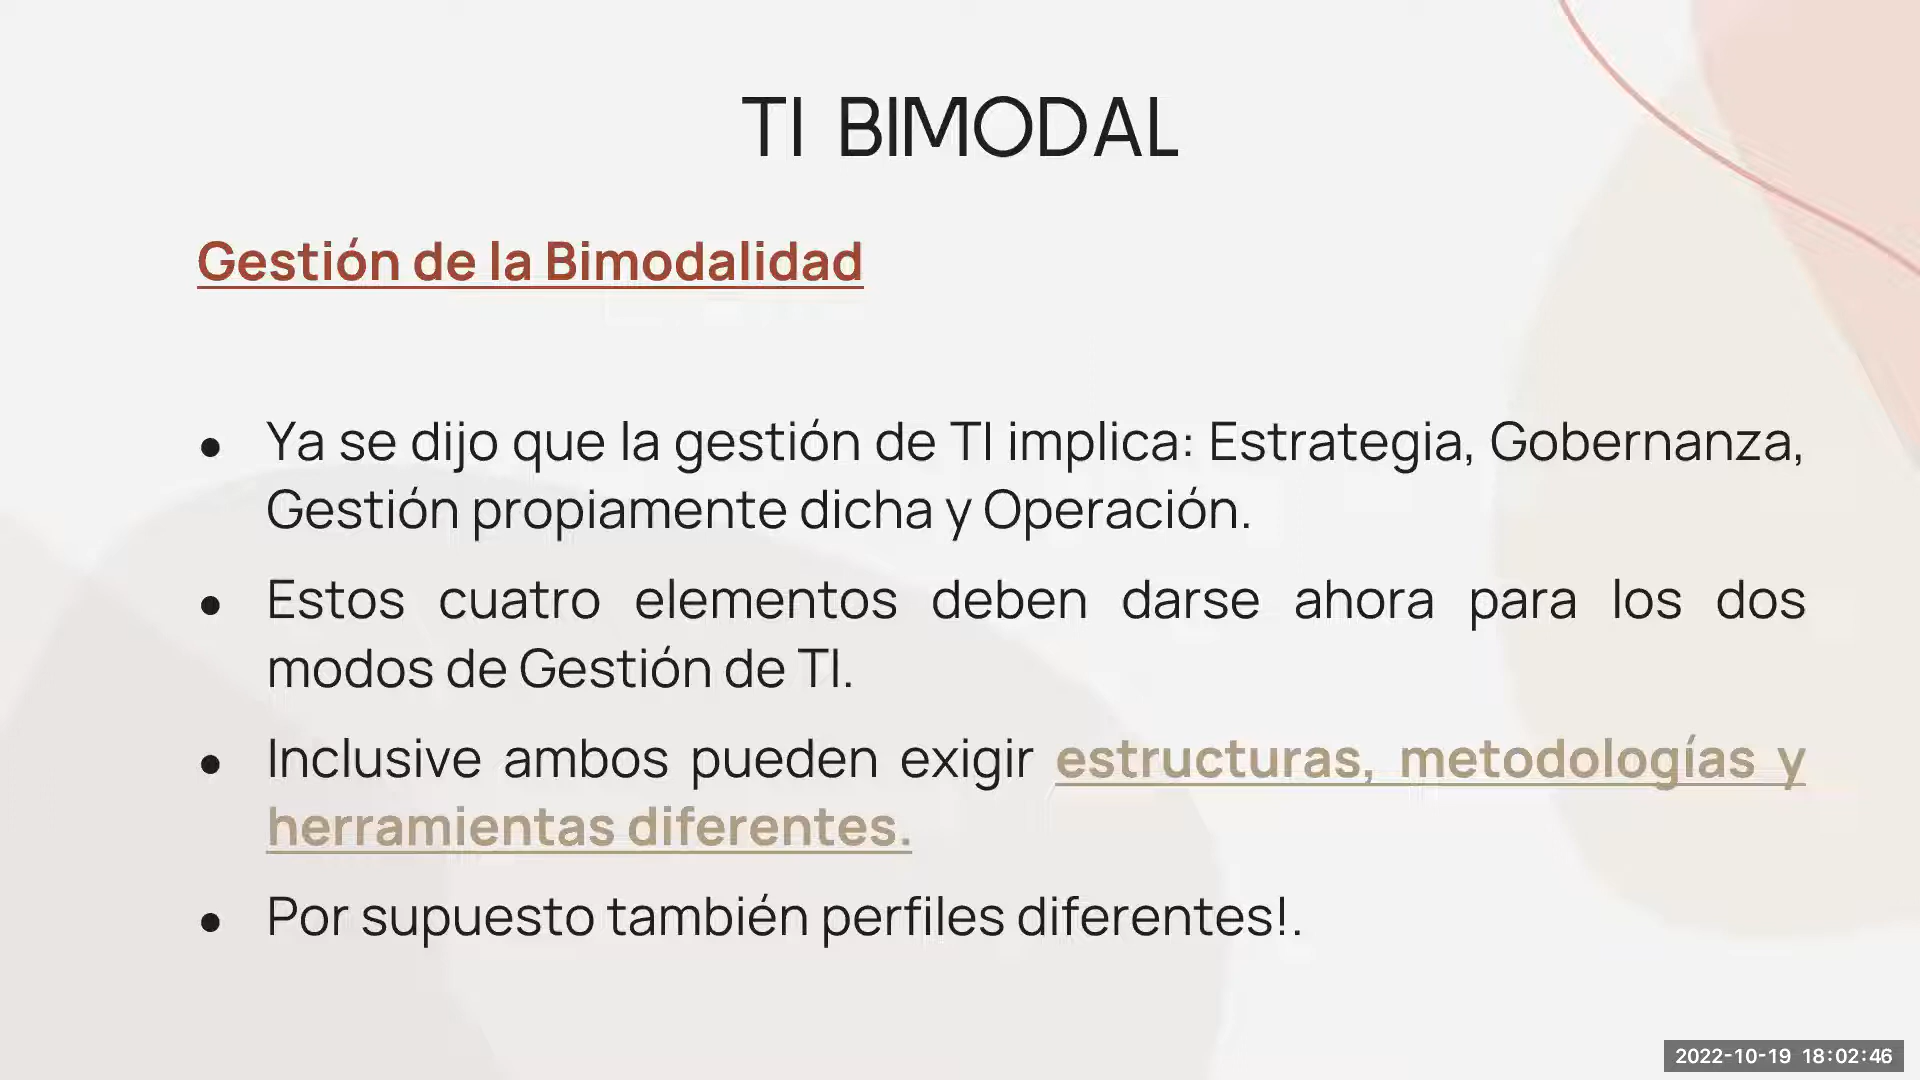 TI BIMODAL
Gestión de la Bimodalidad
● Ya se dijo que la gestión de TI implica: Estrategia, Gobernanza,
Gestión propiamente dicha y Operación.
● Estos cuatro elementos deben darse ahora para los dos
modos de Gestión de TI.
● Inclusive ambos pueden exigir estructuras, metodologías y
herramientas diferentes.
● Por supuesto también perfiles diferentes!.
2022-10-19 18:02:46